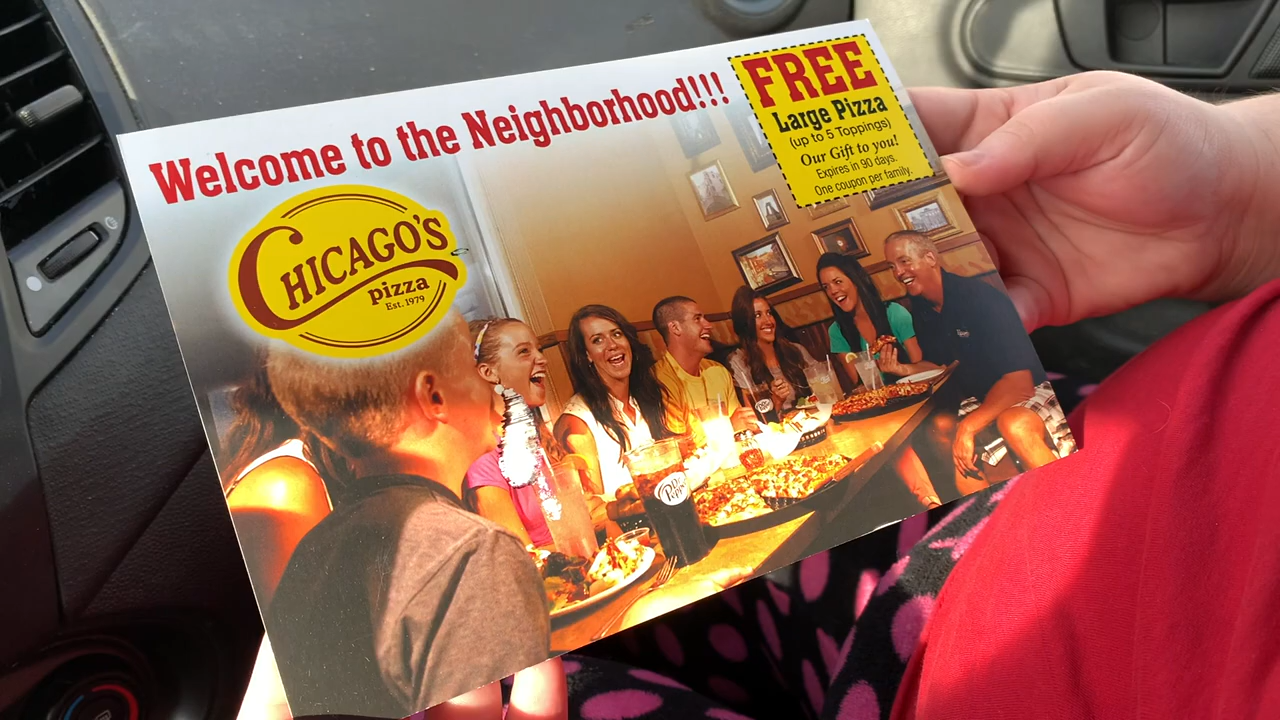 Welcome to the Neighborhood!!!
FREE
Large Pizza
(up to 5 Toppings)
Our Gift to you!
Expires in 90 days.
One coupon per family.
CHICAGO'S
pizza
Est. 1979
Dr Pepper
Dr